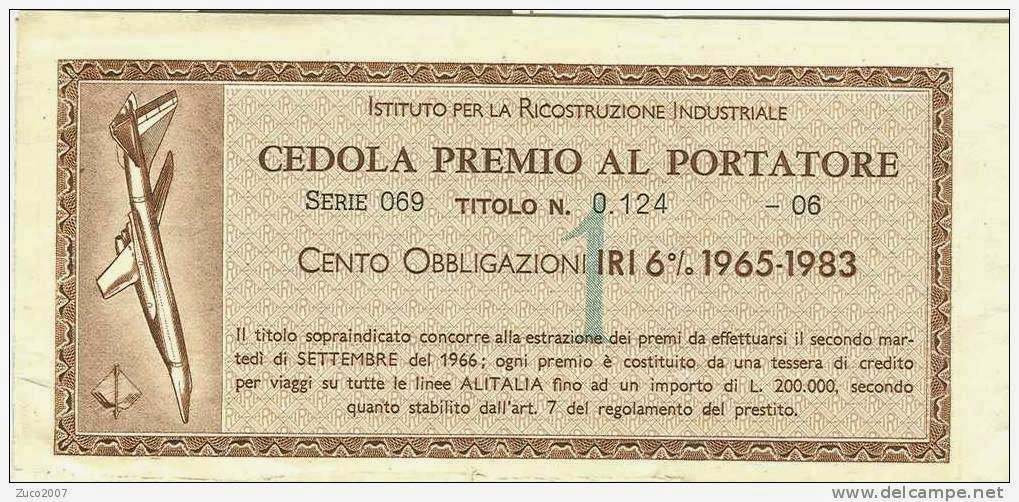 ISTITUTO PER LA RICOSTRUZIONE INDUSTRIALE
CEDOLA PREMIO AL PORTATORE
SERIE 069 TITOLO N. 0.124 - 06
1
CENTO OBBLIGAZIONI IRI 6% 1965-1983
Il titolo sopraindicato concorre alla estrazione dei premi da effettuarsi il secondo mar-
tedì di SETTEMBRE del 1966; ogni premio è costituito da una tessera di credito
per viaggi su tutte le linee ALITALIA fino ad un importo di L. 200.000, secondo
quanto stabilito dall'art. 7 del regolamento del prestito.
Zuco2007
delcampe.net